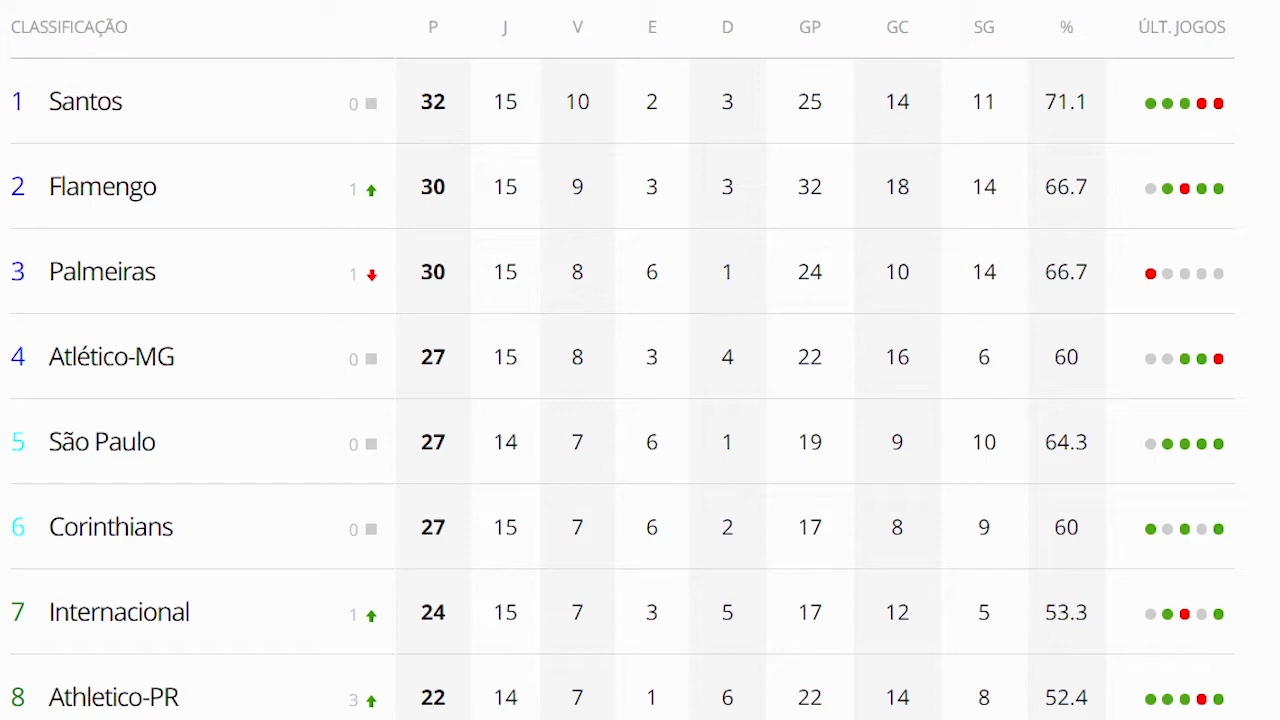 CLASSIFICAÇÃO P J V E D GP GC SG % ÚLT. JOGOS
1 Santos 0 32 15 10 2 3 25 14 11 71.1
2 Flamengo 1 30 15 9 3 3 32 18 14 66.7
3 Palmeiras 1 30 15 8 6 1 24 10 14 66.7
4 Atlético-MG 0 27 15 8 3 4 22 16 6 60
5 São Paulo 0 27 14 7 6 1 19 9 10 64.3
6 Corinthians 0 27 15 7 6 2 17 8 9 60
7 Internacional 1 24 15 7 3 5 17 12 5 53.3
8 Athletico-PR 3 22 14 7 1 6 22 14 8 52.4